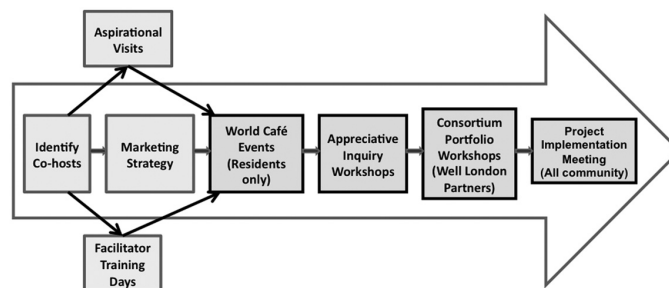 Aspirational
Visits
Identify
Co-hosts
Marketing
Strategy
World Café
Events
(Residents
only)
Appreciative
Inquiry
Workshops
Consortium
Portfolio
Workshops
(Well London
Partners)
Project
Implementation
Meeting
(All community)
Facilitator
Training
Days